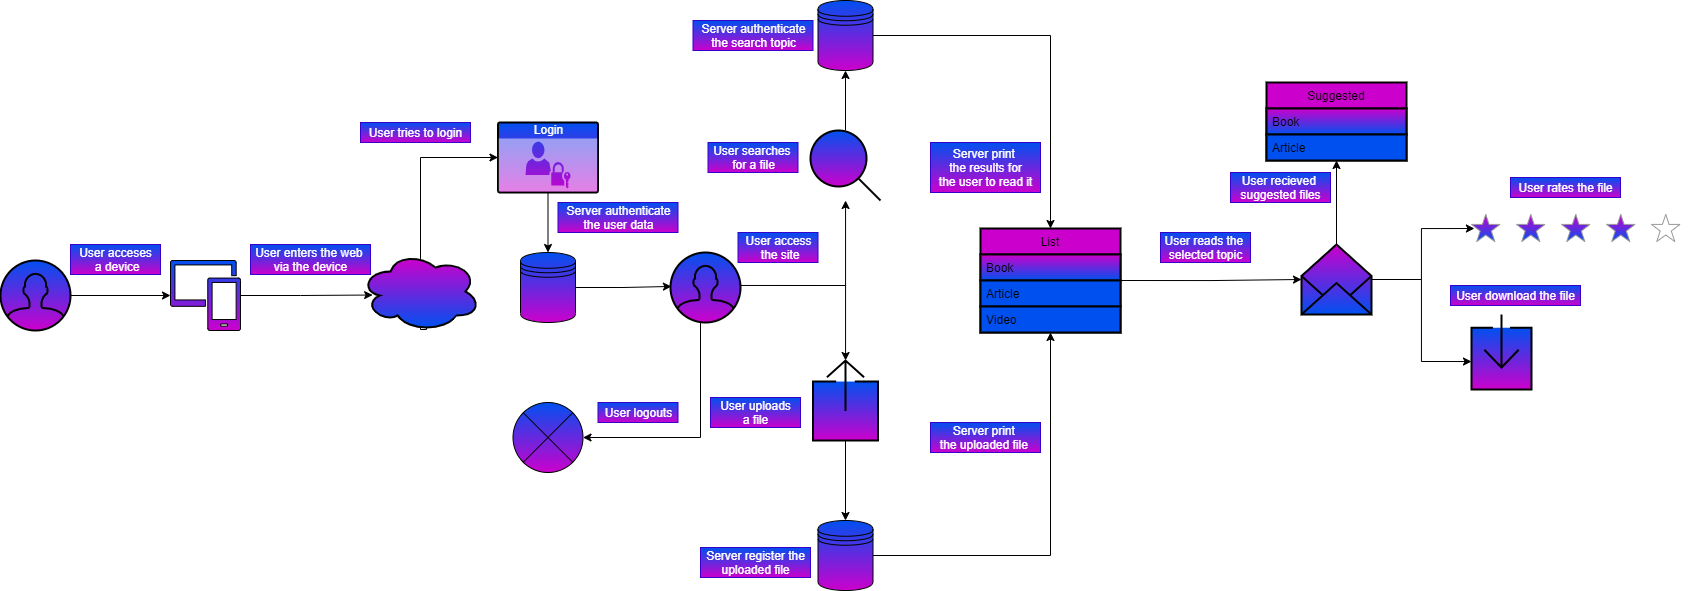 Server authenticate
the search topic
Suggested
Book
Article
User tries to login
Login
User searches
for a file
Server print
the results for
the user to read it
User recieved
suggested files
User rates the file
Server authenticate
the user data
User acceses
a device
User enters the web
via the device
User access
the site
List
Book
Article
Video
User reads the
selected topic
User download the file
User logouts
User uploads
a file
Server print
the uploaded file
Server register the
uploaded file